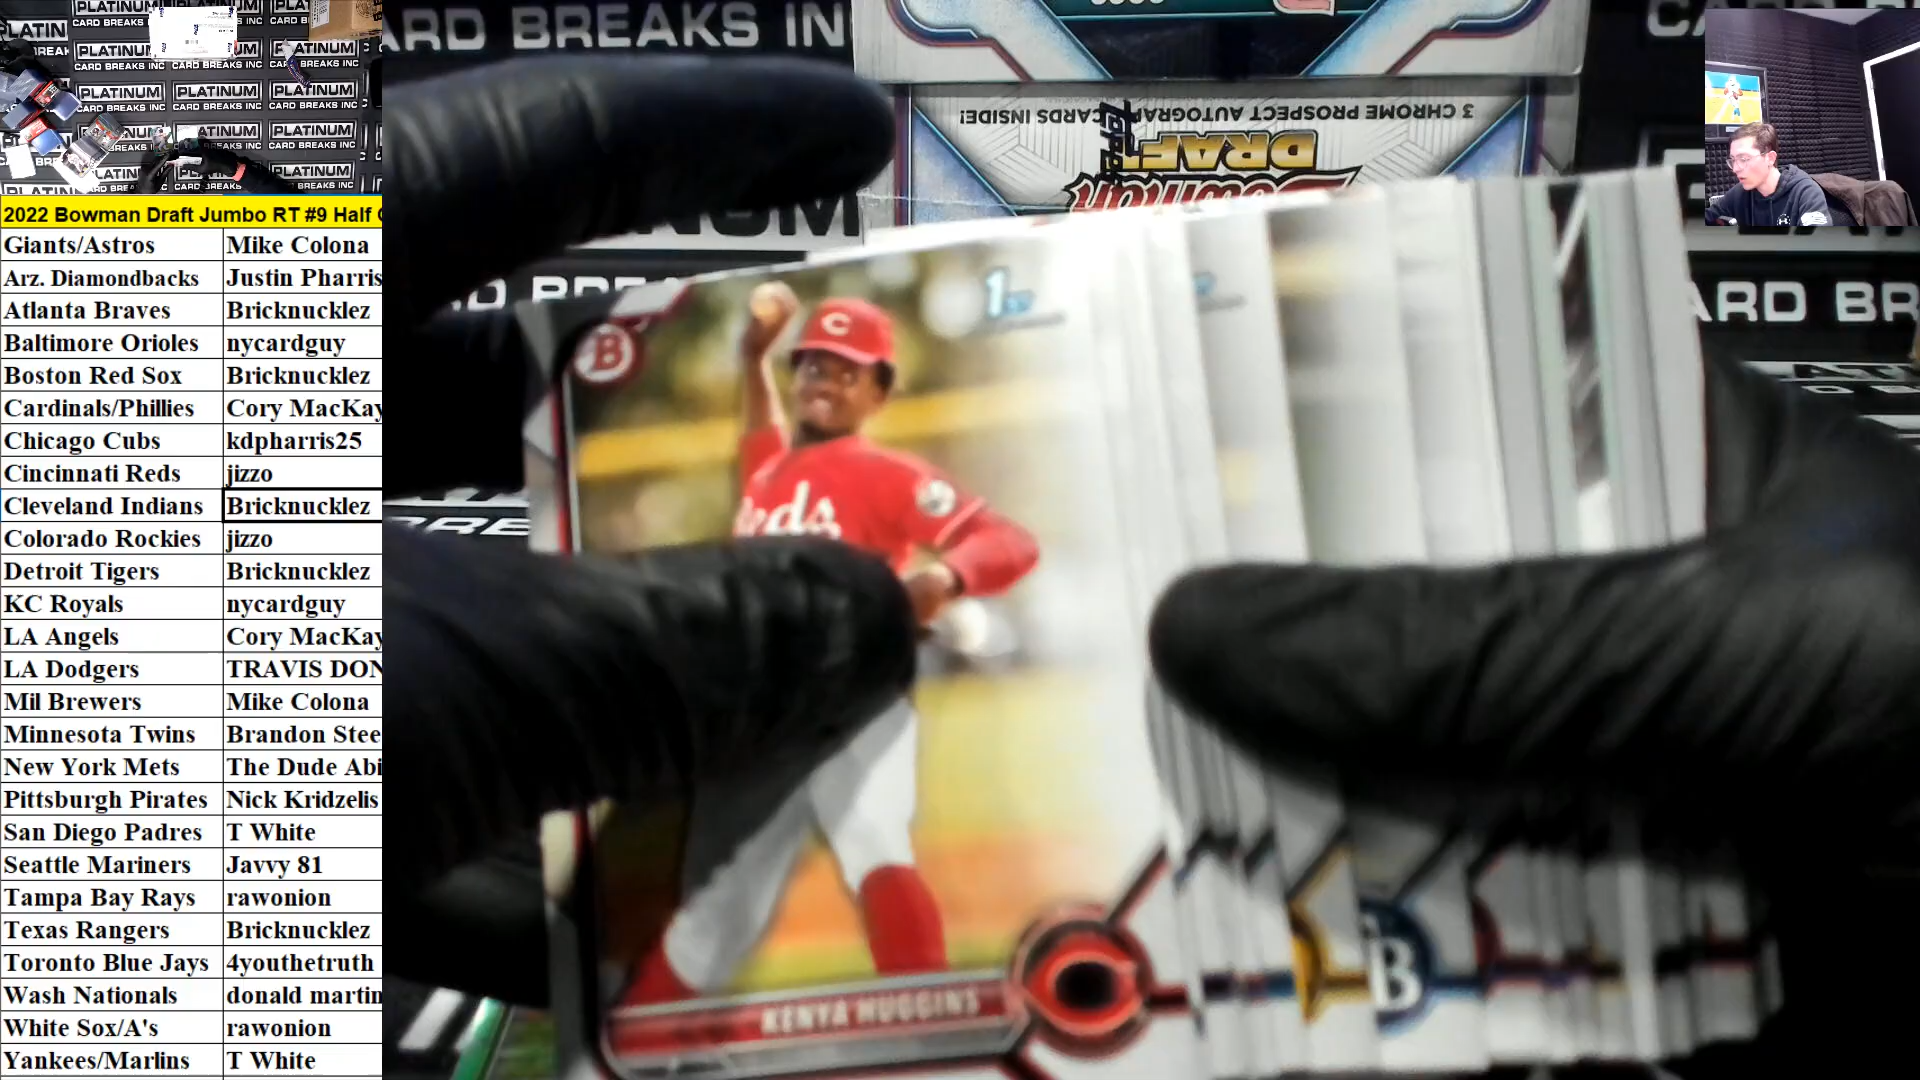 PLATINUM
CARD BREAKS INC
2022 Bowman Draft Jumbo RT #9 Half
Giants/Astros Mike Colona
Arz. Diamondbacks Justin Pharris
Atlanta Braves Bricknucklez
Baltimore Orioles nycardguy
Boston Red Sox Bricknucklez
Cardinals/Phillies Cory MacKay
Chicago Cubs kdpharris25
Cincinnati Reds jizzo
Cleveland Indians Bricknucklez
Colorado Rockies jizzo
Detroit Tigers Bricknucklez
KC Royals nycardguy
LA Angels Cory MacKay
LA Dodgers TRAVIS DON
Mil Brewers Mike Colona
Minnesota Twins Brandon Stee
New York Mets The Dude Abi
Pittsburgh Pirates Nick Kridzelis
San Diego Padres T White
Seattle Mariners Javvy 81
Tampa Bay Rays rawonion
Texas Rangers Bricknucklez
Toronto Blue Jays 4youthetruth
Wash Nationals donald martin
White Sox/A's rawonion
Yankees/Marlins T White
ARD BREAKS IN
3 CHROME PROSPECT AUTOGRAPH CARDS INSIDE!
DRAFT
Bowman
1st
B
C
Reds
KENYA HUGGINS
ARD BR